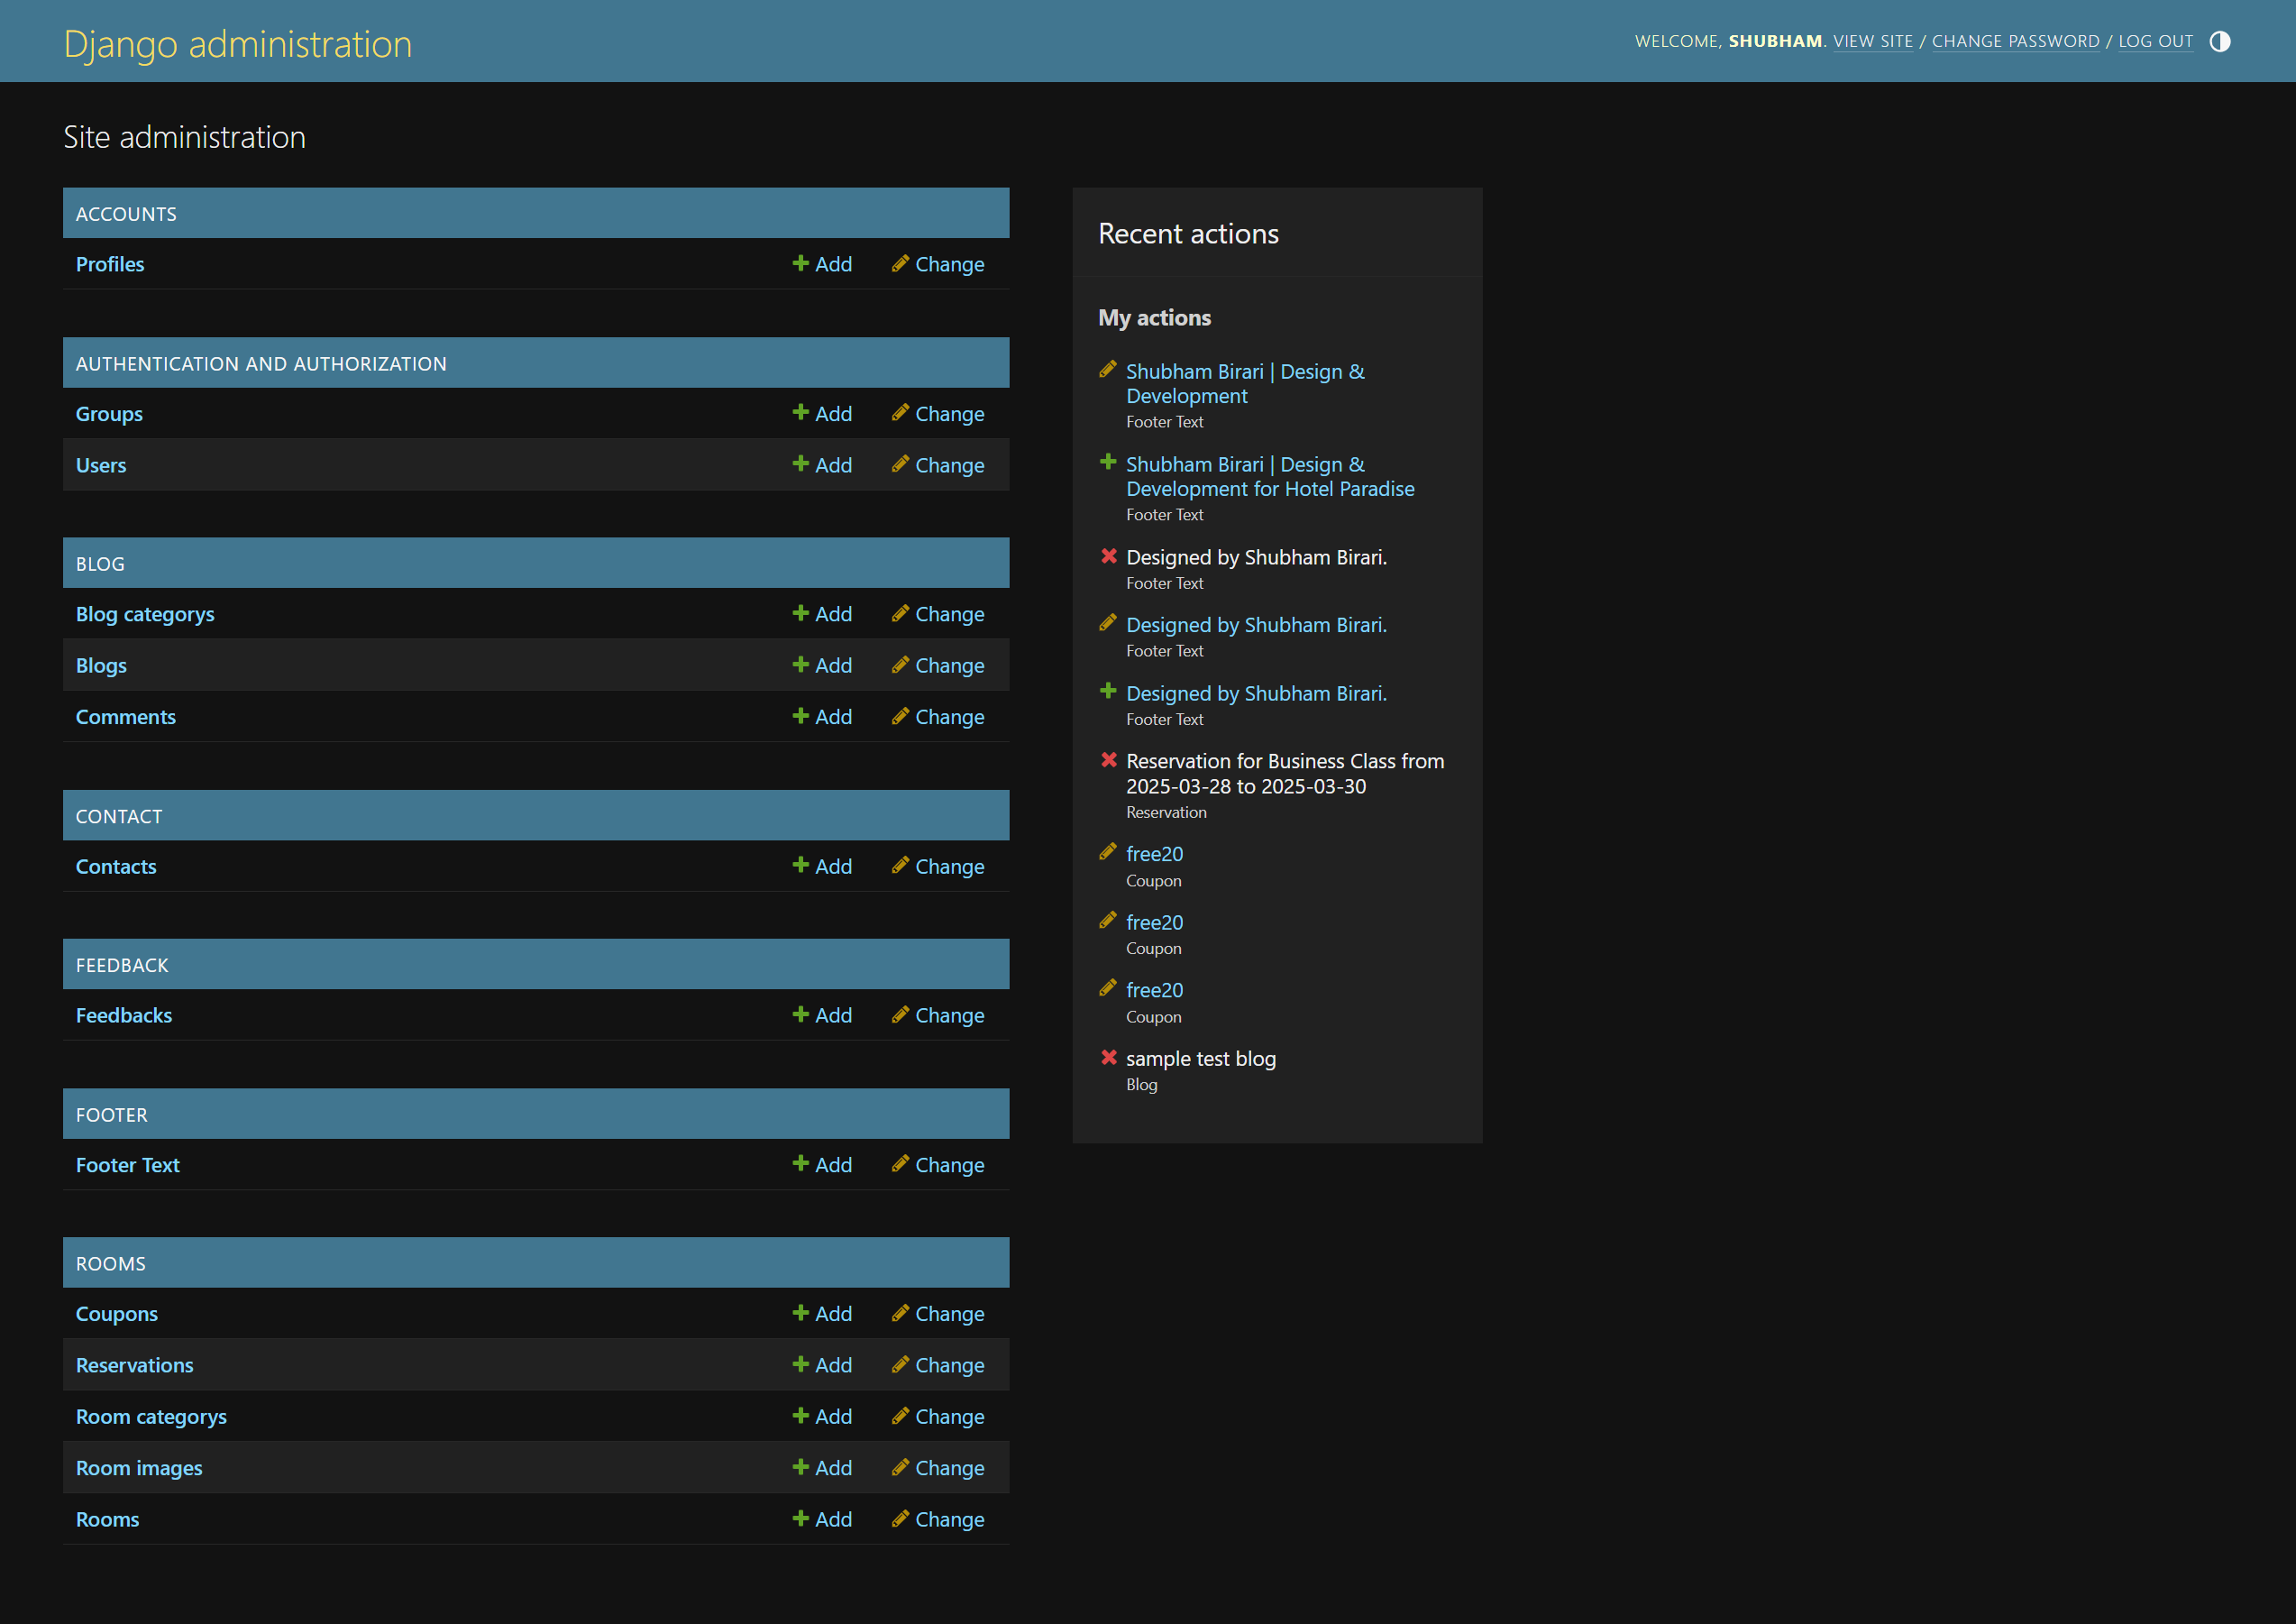 Django administration
WELCOME, SHUBHAM. VIEW SITE / CHANGE PASSWORD / LOG OUT
Site administration
ACCOUNTS
Profiles Add Change
AUTHENTICATION AND AUTHORIZATION
Groups Add Change
Users Add Change
BLOG
Blog categorys Add Change
Blogs Add Change
Comments Add Change
CONTACT
Contacts Add Change
FEEDBACK
Feedbacks Add Change
FOOTER
Footer Text Add Change
ROOMS
Coupons Add Change
Reservations Add Change
Room categorys Add Change
Room images Add Change
Rooms Add Change
Recent actions
My actions
Shubham Birari | Design &
Development
Footer Text
Shubham Birari | Design &
Development for Hotel Paradise
Footer Text
Designed by Shubham Birari.
Footer Text
Designed by Shubham Birari.
Footer Text
Designed by Shubham Birari.
Footer Text
Reservation for Business Class from
2025-03-28 to 2025-03-30
Reservation
free20
Coupon
free20
Coupon
free20
Coupon
sample test blog
Blog